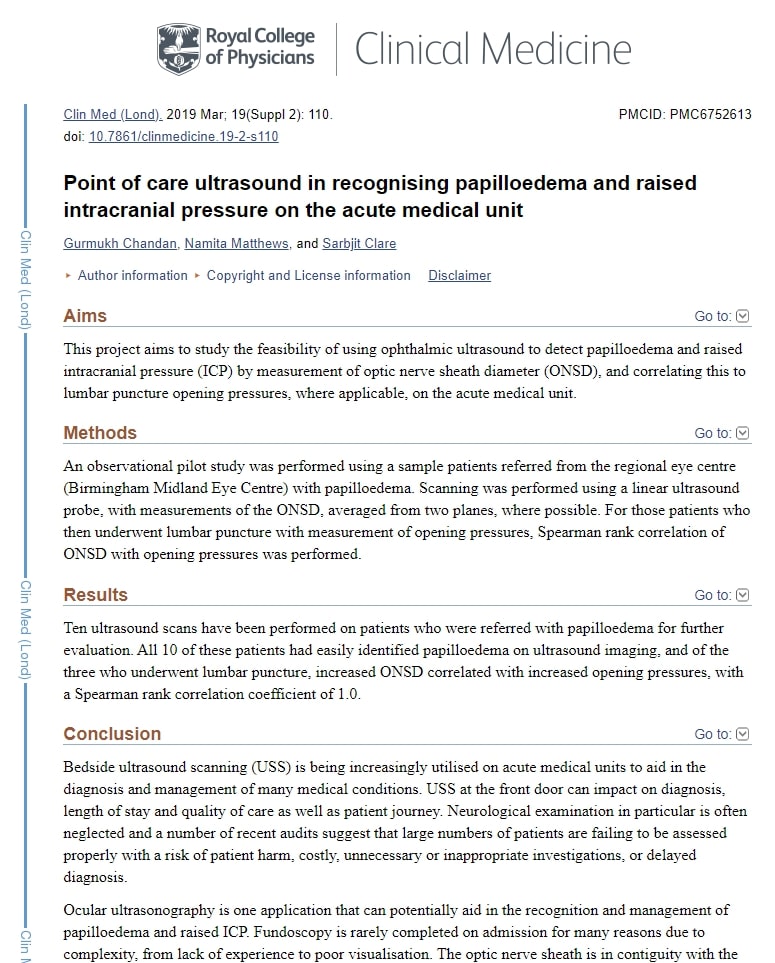 Royal College
of Physicians
Clinical Medicine
Clin Med (Lond). 2019 Mar; 19(Suppl 2): 110.
PMCID: PMC6752613
doi: 10.7861/clinmedicine.19-2-s110
Point of care ultrasound in recognising papilloedema and raised
intracranial pressure on the acute medical unit
Gurmukh Chandan, Namita Matthews, and Sarbjit Clare
▸ Author information ▸ Copyright and License information Disclaimer
Aims
Go to:
This project aims to study the feasibility of using ophthalmic ultrasound to detect papilloedema and raised
intracranial pressure (ICP) by measurement of optic nerve sheath diameter (ONSD), and correlating this to
lumbar puncture opening pressures, where applicable, on the acute medical unit.
Methods
Go to:
An observational pilot study was performed using a sample patients referred from the regional eye centre
(Birmingham Midland Eye Centre) with papilloedema. Scanning was performed using a linear ultrasound
probe, with measurements of the ONSD, averaged from two planes, where possible. For those patients who
then underwent lumbar puncture with measurement of opening pressures, Spearman rank correlation of
ONSD with opening pressures was performed.
Results
Go to:
Ten ultrasound scans have been performed on patients who were referred with papilloedema for further
evaluation. All 10 of these patients had easily identified papilloedema on ultrasound imaging, and of the
three who underwent lumbar puncture, increased ONSD correlated with increased opening pressures, with
a Spearman rank correlation coefficient of 1.0.
Conclusion
Go to:
Bedside ultrasound scanning (USS) is being increasingly utilised on acute medical units to aid in the
diagnosis and management of many medical conditions. USS at the front door can impact on diagnosis,
length of stay and quality of care as well as patient journey. Neurological examination in particular is often
neglected and a number of recent audits suggest that large numbers of patients are failing to be assessed
properly with a risk of patient harm, costly, unnecessary or inappropriate investigations, or delayed
diagnosis.
Ocular ultrasonography is one application that can potentially aid in the recognition and management of
papilloedema and raised ICP. Fundoscopy is rarely completed on admission for many reasons due to
complexity, from lack of experience to poor visualisation. The optic nerve sheath is in contiguity with the
Clin Med (Lond)
Clin Med (Lond)
Clin M